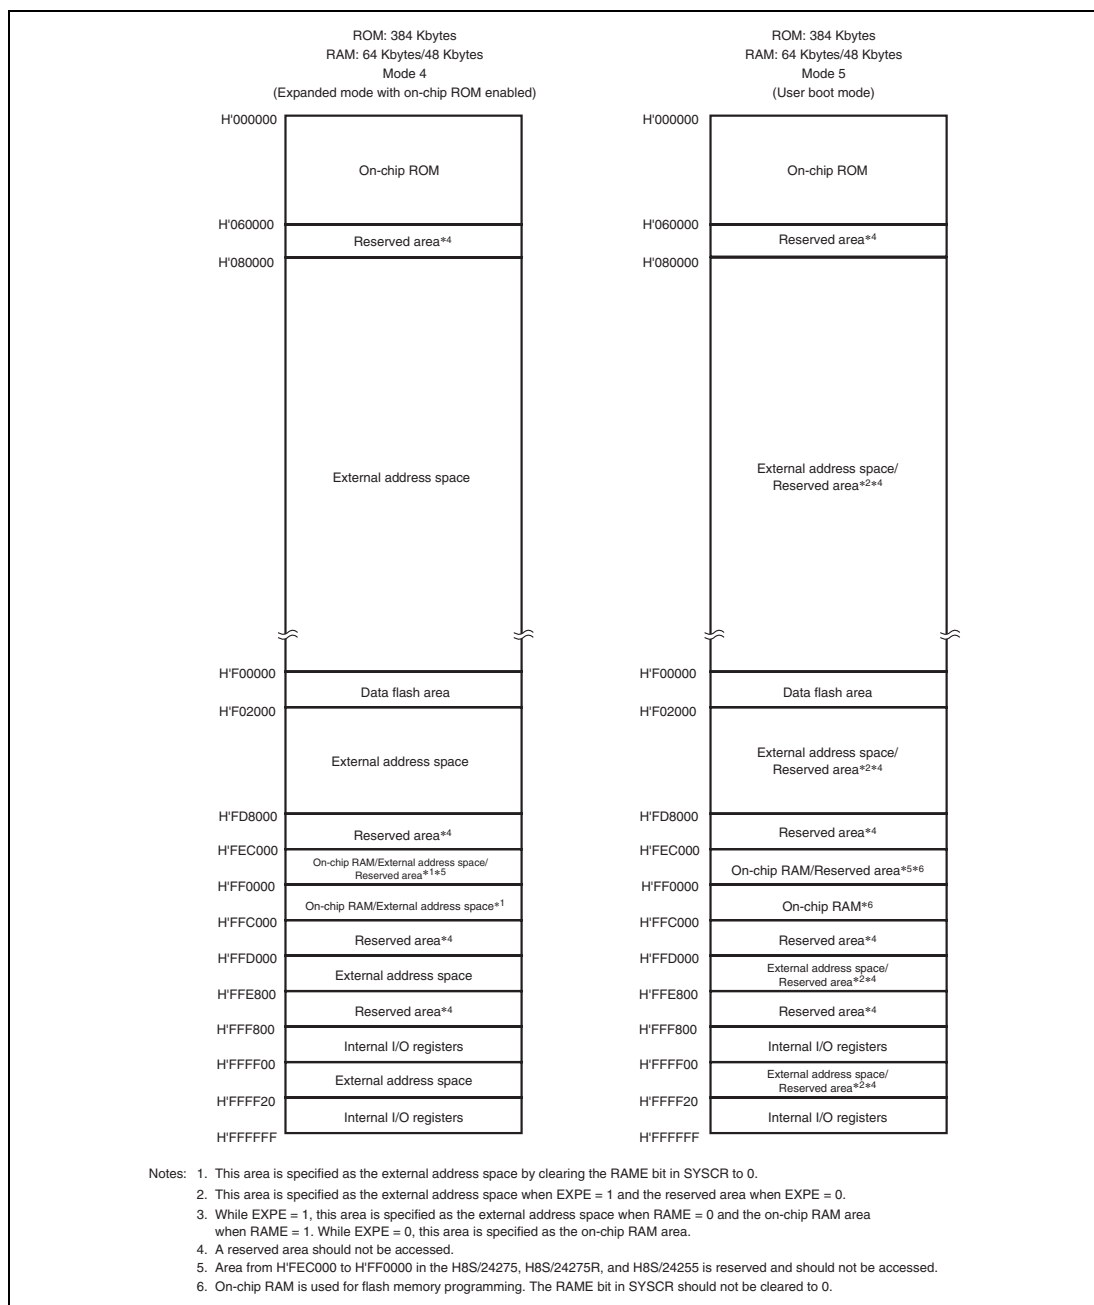 ROM: 384 Kbytes
RAM: 64 Kbytes/48 Kbytes
Mode 4
(Expanded mode with on-chip ROM enabled)
H'000000
On-chip ROM
H'060000
Reserved area*4
H'080000
External address space
H'F00000
Data flash area
H'F02000
External address space
H'FD8000
Reserved area*4
H'FEC000
On-chip RAM/External address space/
Reserved area*1*5
H'FF0000
On-chip RAM/External address space*1
H'FFC000
Reserved area*4
H'FFD000
External address space
H'FFE800
Reserved area*4
H'FFF800
Internal I/O registers
H'FFFF00
External address space
H'FFFF20
Internal I/O registers
H'FFFFFF
ROM: 384 Kbytes
RAM: 64 Kbytes/48 Kbytes
Mode 5
(User boot mode)
H'000000
On-chip ROM
H'060000
Reserved area*4
H'080000
External address space/
Reserved area*2*4
H'F00000
Data flash area
H'F02000
External address space/
Reserved area*2*4
H'FD8000
Reserved area*4
H'FEC000
On-chip RAM/Reserved area*5*6
H'FF0000
On-chip RAM*6
H'FFC000
Reserved area*4
H'FFD000
External address space/
Reserved area*2*4
H'FFE800
Reserved area*4
H'FFF800
Internal I/O registers
H'FFFF00
External address space/
Reserved area*2*4
H'FFFF20
Internal I/O registers
H'FFFFFF
Notes: 1. This area is specified as the external address space by clearing the RAME bit in SYSCR to 0.
2. This area is specified as the external address space when EXPE = 1 and the reserved area when EXPE = 0.
3. While EXPE = 1, this area is specified as the external address space when RAME = 0 and the on-chip RAM area
when RAME = 1. While EXPE = 0, this area is specified as the on-chip RAM area.
4. A reserved area should not be accessed.
5. Area from H'FEC000 to H'FF0000 in the H8S/24275, H8S/24275R, and H8S/24255 is reserved and should not be accessed.
6. On-chip RAM is used for flash memory programming. The RAME bit in SYSCR should not be cleared to 0.